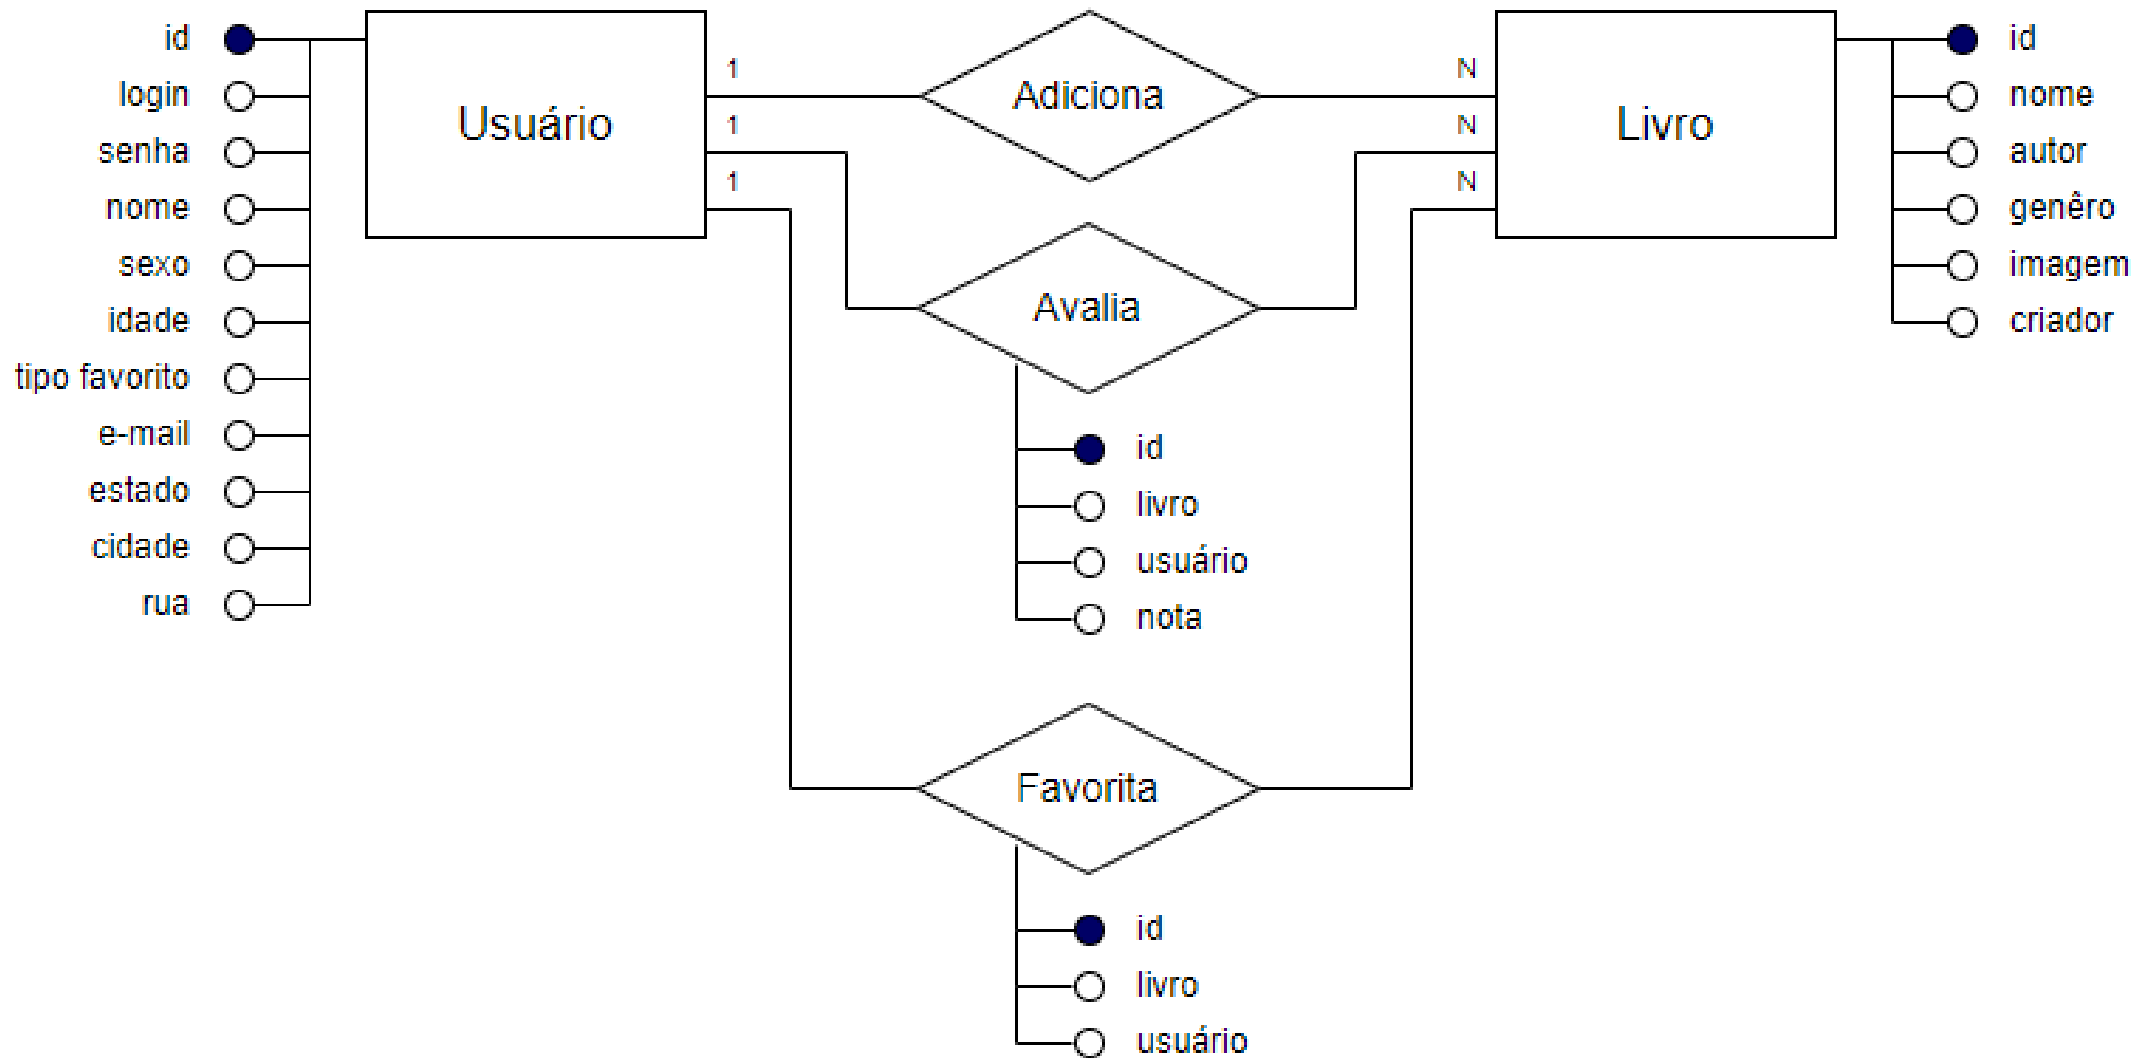 id
login
senha
nome
sexo
idade
tipo favorito
e-mail
estado
cidade
rua
Usuário
1
1
1
Adiciona
N
N
N
Livro
id
nome
autor
genêro
imagem
criador
Avalia
id
livro
usuário
nota
Favorita
id
livro
usuário